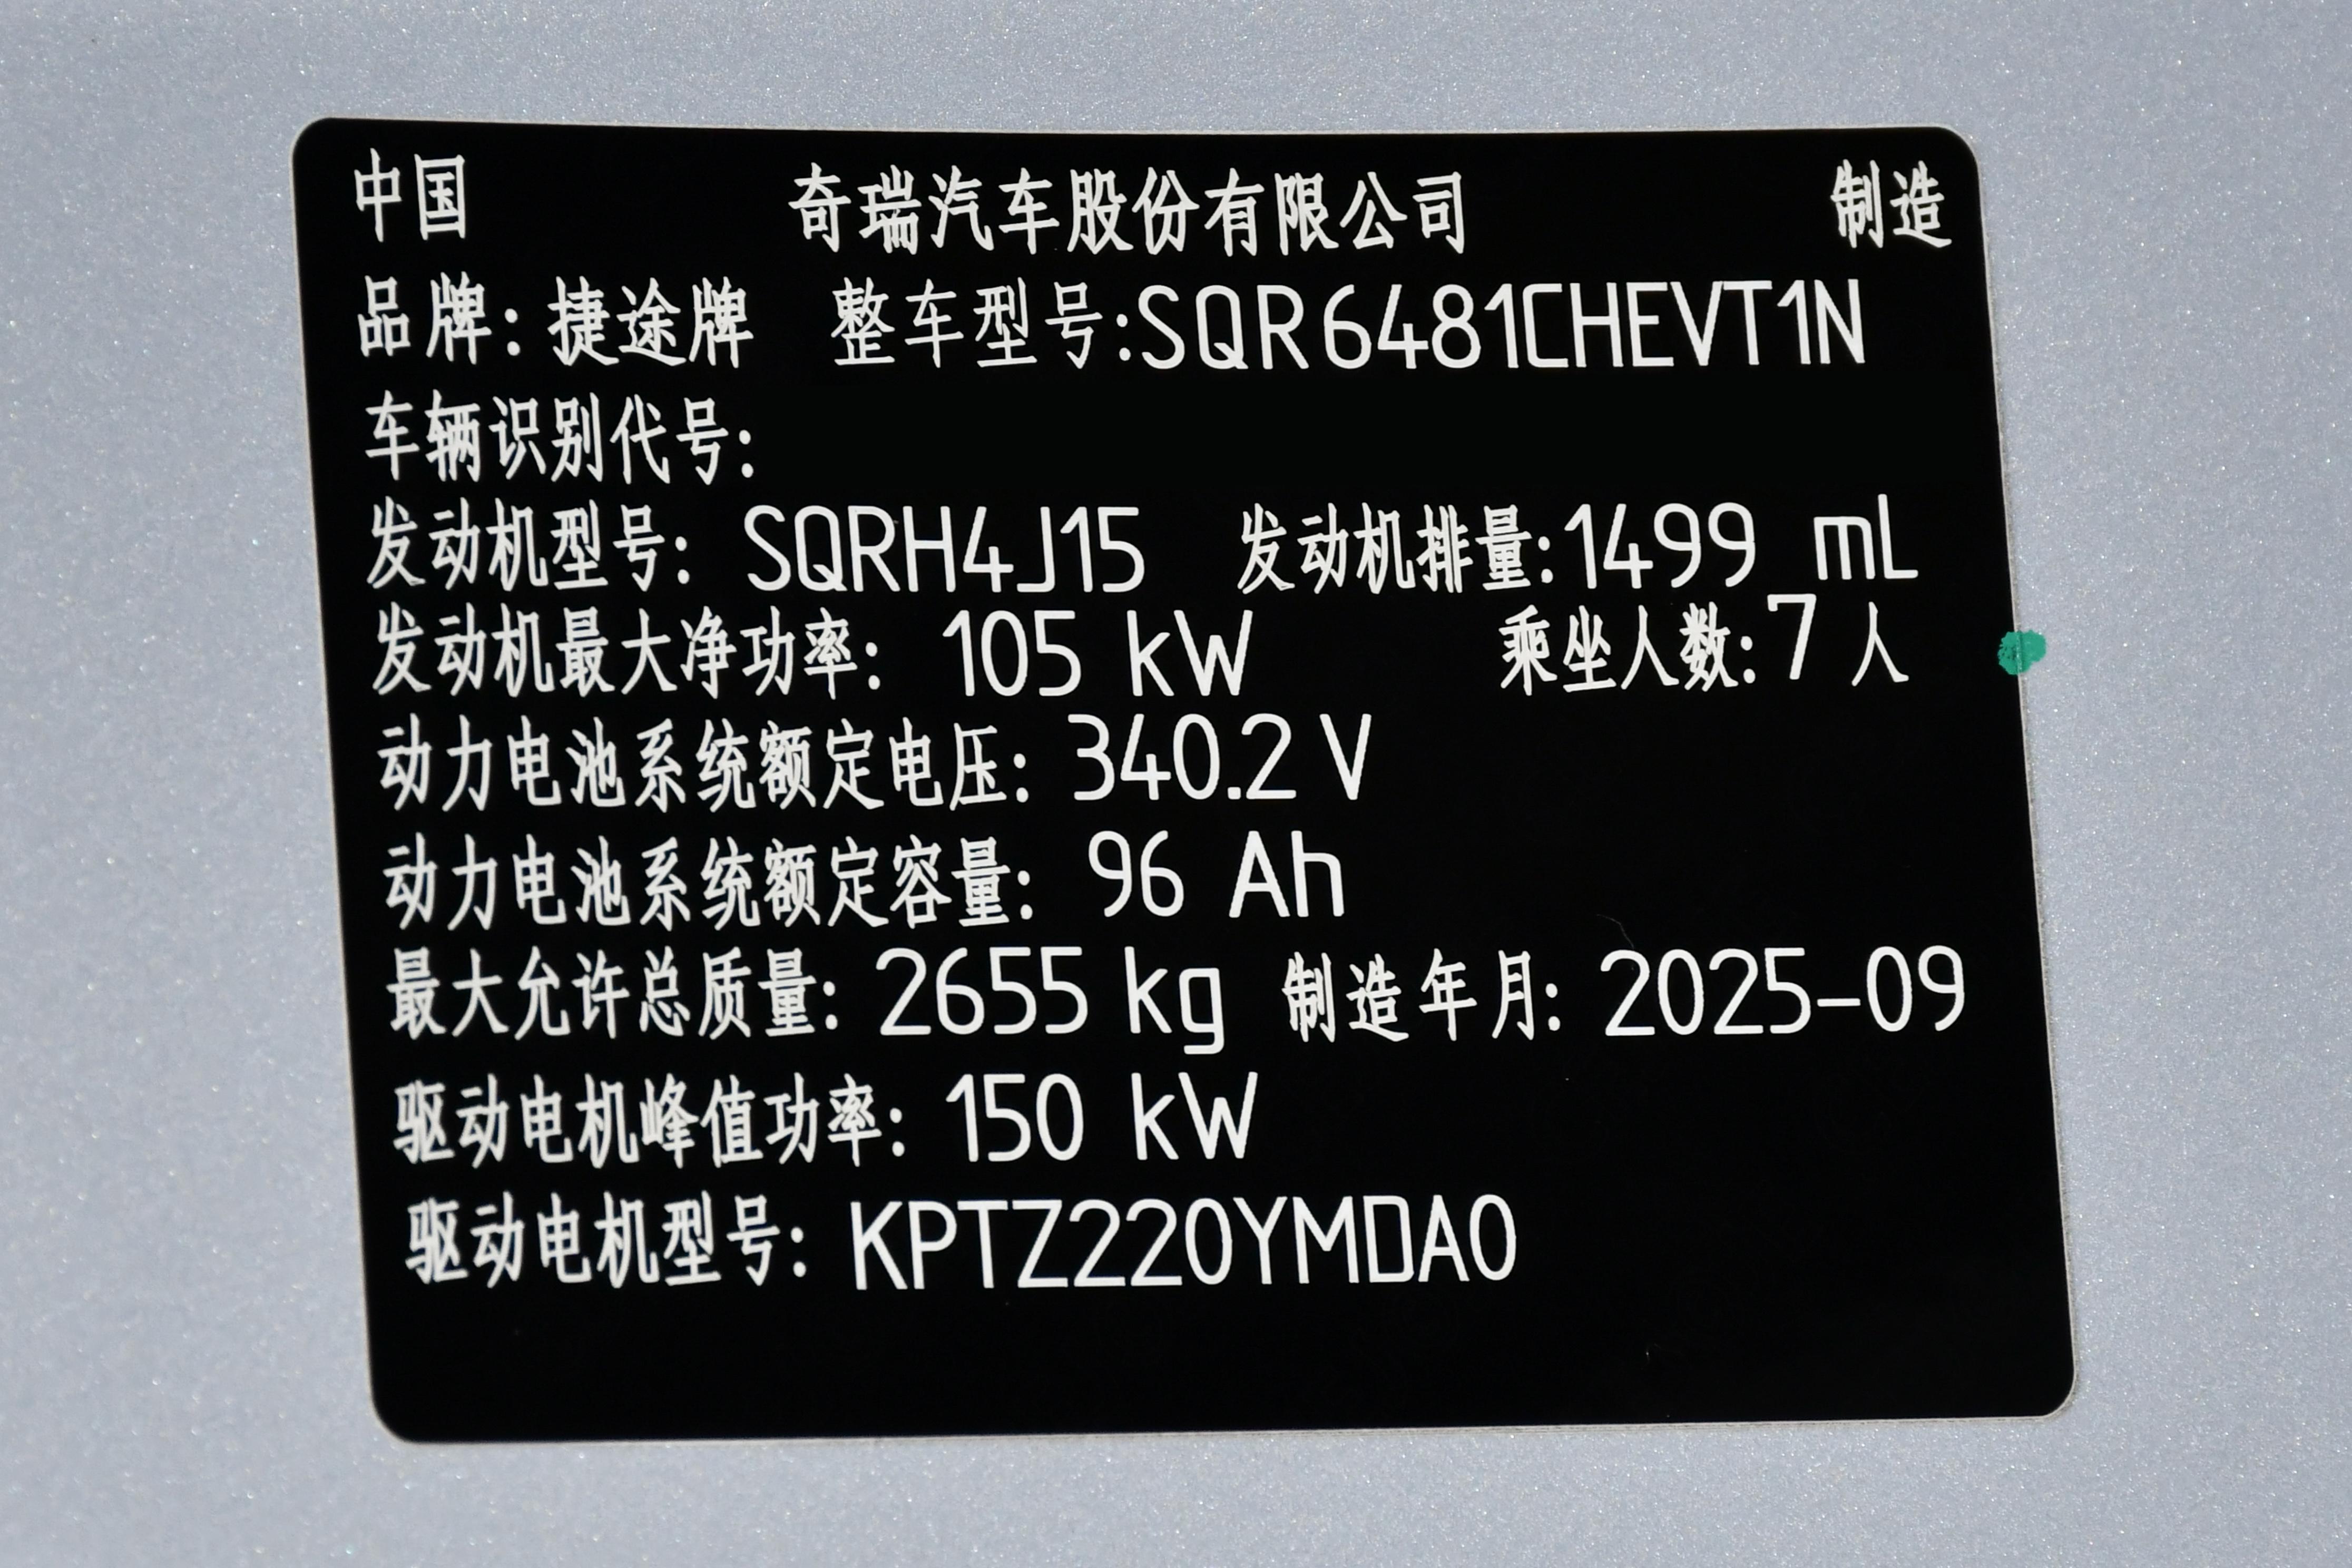 中国 奇瑞汽车股份有限公司 制造
品牌：捷途牌 整车型号:SQR6481CHEVT1N
车辆识别代号:
发动机型号: SQRH4J15 发动机排量:1499 mL
发动机最大净功率: 105 kW 乘坐人数:7 人
动力电池系统额定电压: 340.2 V
动力电池系统额定容量: 96 Ah
最大允许总质量: 2655 kg 制造年月: 2025-09
驱动电机峰值功率: 150 kW
驱动电机型号: KPTZ220YMDA0